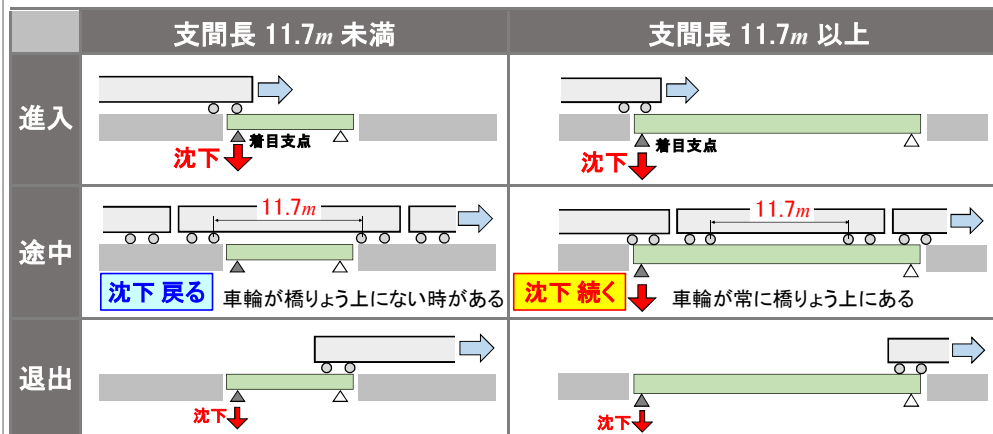 支間長 11.7m 未満
支間長 11.7m 以上
進入
着目支点
沈下
着目支点
沈下
途中
11.7m
沈下 戻る
車輪が橋りょう上にない時がある
11.7m
沈下 続く
車輪が常に橋りょう上にある
退出
沈下
沈下